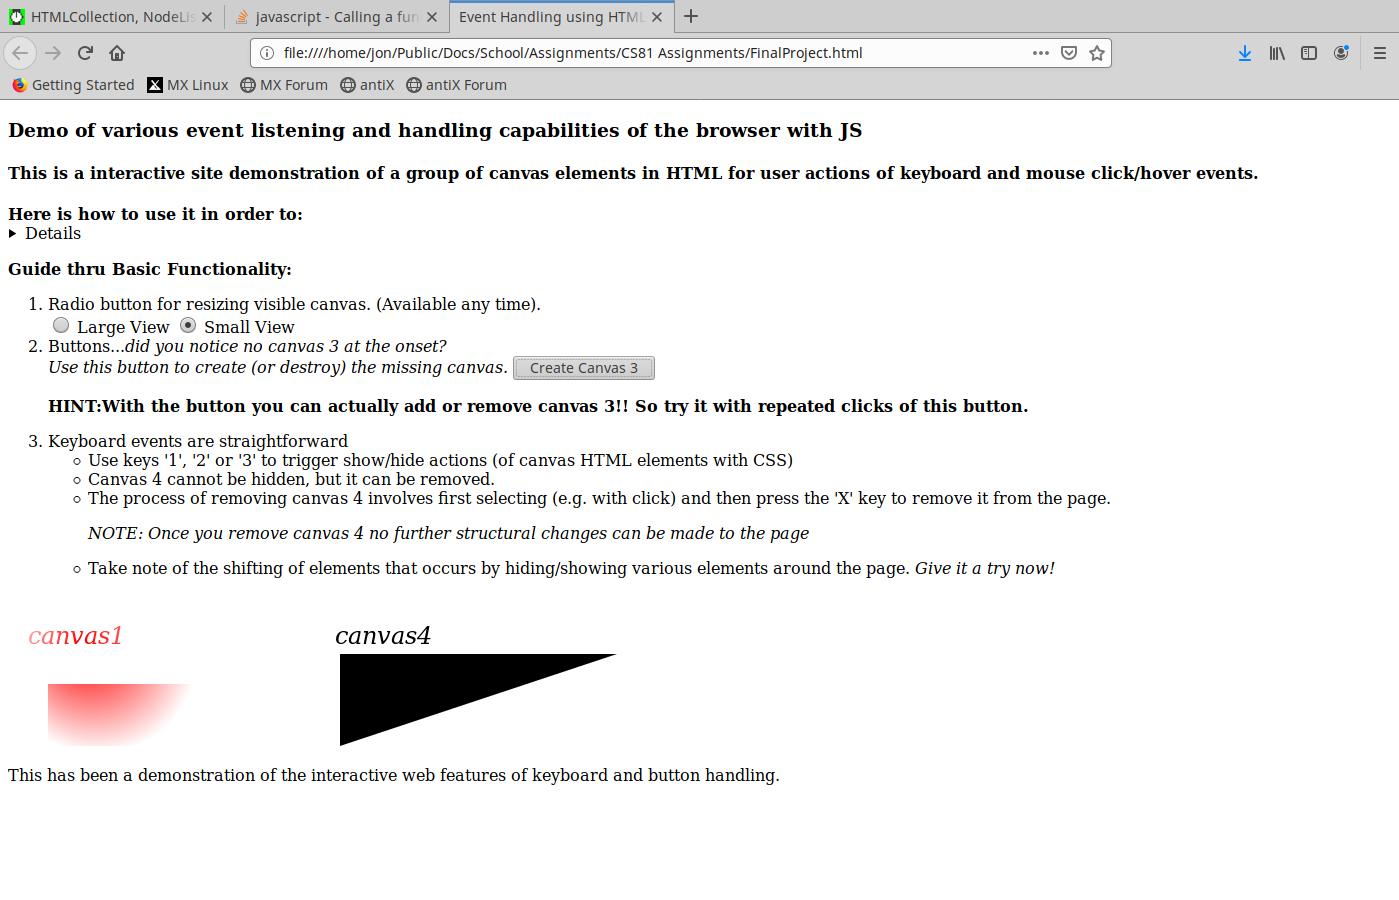 HTMLCollection, NodeLis
javascript - Calling a fun
Event Handling using HTML
file:////home/jon/Public/Docs/School/Assignments/CS81 Assignments/FinalProject.html
Getting Started MX Linux MX Forum antiX antiX Forum
Demo of various event listening and handling capabilities of the browser with JS
This is a interactive site demonstration of a group of canvas elements in HTML for user actions of keyboard and mouse click/hover events.
Here is how to use it in order to:
Details
Guide thru Basic Functionality:
1. Radio button for resizing visible canvas. (Available any time).
Large View Small View
2. Buttons...did you notice no canvas 3 at the onset?
Use this button to create (or destroy) the missing canvas. Create Canvas 3
HINT:With the button you can actually add or remove canvas 3!! So try it with repeated clicks of this button.
3. Keyboard events are straightforward
Use keys '1', '2' or '3' to trigger show/hide actions (of canvas HTML elements with CSS)
Canvas 4 cannot be hidden, but it can be removed.
The process of removing canvas 4 involves first selecting (e.g. with click) and then press the 'X' key to remove it from the page.
NOTE: Once you remove canvas 4 no further structural changes can be made to the page
Take note of the shifting of elements that occurs by hiding/showing various elements around the page. Give it a try now!
canvas1 canvas4
This has been a demonstration of the interactive web features of keyboard and button handling.